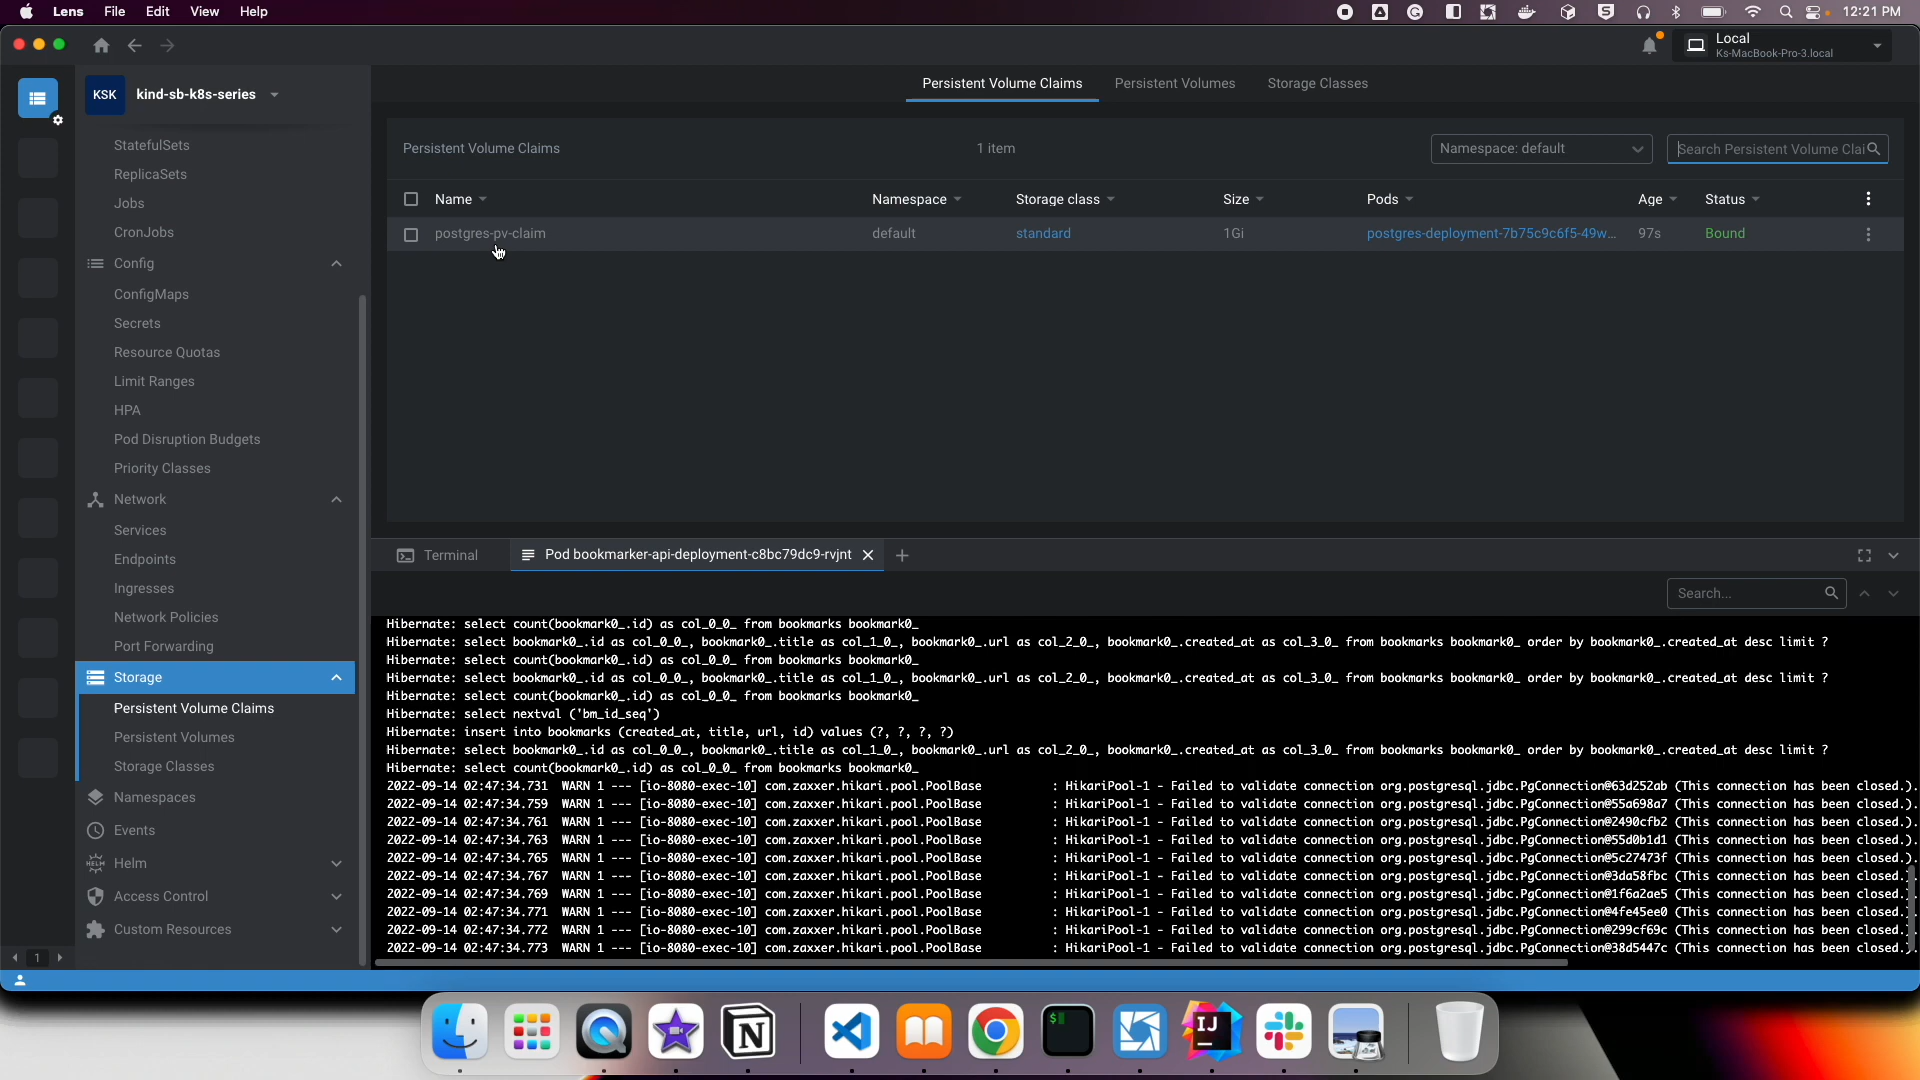 Lens File Edit View Help
12:21 PM
Local
Ks-MacBook-Pro-3.local
KSK kind-sb-k8s-series
Persistent Volume Claims Persistent Volumes Storage Classes
StatefulSets
ReplicaSets
Jobs
CronJobs
Config
ConfigMaps
Secrets
Resource Quotas
Limit Ranges
HPA
Pod Disruption Budgets
Priority Classes
Network
Services
Endpoints
Ingresses
Network Policies
Port Forwarding
Storage
Persistent Volume Claims
Persistent Volumes
Storage Classes
Namespaces
Events
HELM Helm
Access Control
Custom Resources
1
Persistent Volume Claims 1 item Namespace: default Search Persistent Volume Clai
Name Namespace Storage class Size Pods Age Status
postgres-pv-claim default standard 1Gi postgres-deployment-7b75c9c6f5-49w... 97s Bound
Terminal Pod bookmarker-api-deployment-c8bc79dc9-rvjnt
Search...
Hibernate: select count(bookmark0_.id) as col_0_0_ from bookmarks bookmark0_
Hibernate: select bookmark0_.id as col_0_0_, bookmark0_.title as col_1_0_, bookmark0_.url as col_2_0_, bookmark0_.created_at as col_3_0_ from bookmarks bookmark0_ order by bookmark0_.created_at desc limit ?
Hibernate: select count(bookmark0_.id) as col_0_0_ from bookmarks bookmark0_
Hibernate: select bookmark0_.id as col_0_0_, bookmark0_.title as col_1_0_, bookmark0_.url as col_2_0_, bookmark0_.created_at as col_3_0_ from bookmarks bookmark0_ order by bookmark0_.created_at desc limit ?
Hibernate: select count(bookmark0_.id) as col_0_0_ from bookmarks bookmark0_
Hibernate: select nextval ('bm_id_seq')
Hibernate: insert into bookmarks (created_at, title, url, id) values (?, ?, ?, ?)
Hibernate: select bookmark0_.id as col_0_0_, bookmark0_.title as col_1_0_, bookmark0_.url as col_2_0_, bookmark0_.created_at as col_3_0_ from bookmarks bookmark0_ order by bookmark0_.created_at desc limit ?
Hibernate: select count(bookmark0_.id) as col_0_0_ from bookmarks bookmark0_
2022-09-14 02:47:34.731 WARN 1 --- [io-8080-exec-10] com.zaxxer.hikari.pool.PoolBase : HikariPool-1 - Failed to validate connection org.postgresql.jdbc.PgConnection@63d252ab (This connection has been closed.).
2022-09-14 02:47:34.759 WARN 1 --- [io-8080-exec-10] com.zaxxer.hikari.pool.PoolBase : HikariPool-1 - Failed to validate connection org.postgresql.jdbc.PgConnection@55a698a7 (This connection has been closed.).
2022-09-14 02:47:34.761 WARN 1 --- [io-8080-exec-10] com.zaxxer.hikari.pool.PoolBase : HikariPool-1 - Failed to validate connection org.postgresql.jdbc.PgConnection@2490cfb2 (This connection has been closed.).
2022-09-14 02:47:34.763 WARN 1 --- [io-8080-exec-10] com.zaxxer.hikari.pool.PoolBase : HikariPool-1 - Failed to validate connection org.postgresql.jdbc.PgConnection@55d0b1d1 (This connection has been closed.).
2022-09-14 02:47:34.765 WARN 1 --- [io-8080-exec-10] com.zaxxer.hikari.pool.PoolBase : HikariPool-1 - Failed to validate connection org.postgresql.jdbc.PgConnection@5c27473f (This connection has been closed.).
2022-09-14 02:47:34.767 WARN 1 --- [io-8080-exec-10] com.zaxxer.hikari.pool.PoolBase : HikariPool-1 - Failed to validate connection org.postgresql.jdbc.PgConnection@3da58fbc (This connection has been closed.).
2022-09-14 02:47:34.769 WARN 1 --- [io-8080-exec-10] com.zaxxer.hikari.pool.PoolBase : HikariPool-1 - Failed to validate connection org.postgresql.jdbc.PgConnection@1f6a2ae5 (This connection has been closed.).
2022-09-14 02:47:34.771 WARN 1 --- [io-8080-exec-10] com.zaxxer.hikari.pool.PoolBase : HikariPool-1 - Failed to validate connection org.postgresql.jdbc.PgConnection@4fe45ee0 (This connection has been closed.).
2022-09-14 02:47:34.772 WARN 1 --- [io-8080-exec-10] com.zaxxer.hikari.pool.PoolBase : HikariPool-1 - Failed to validate connection org.postgresql.jdbc.PgConnection@299cf69c (This connection has been closed.).
2022-09-14 02:47:34.773 WARN 1 --- [io-8080-exec-10] com.zaxxer.hikari.pool.PoolBase : HikariPool-1 - Failed to validate connection org.postgresql.jdbc.PgConnection@38d5447c (This connection has been closed.).
N $ IJ